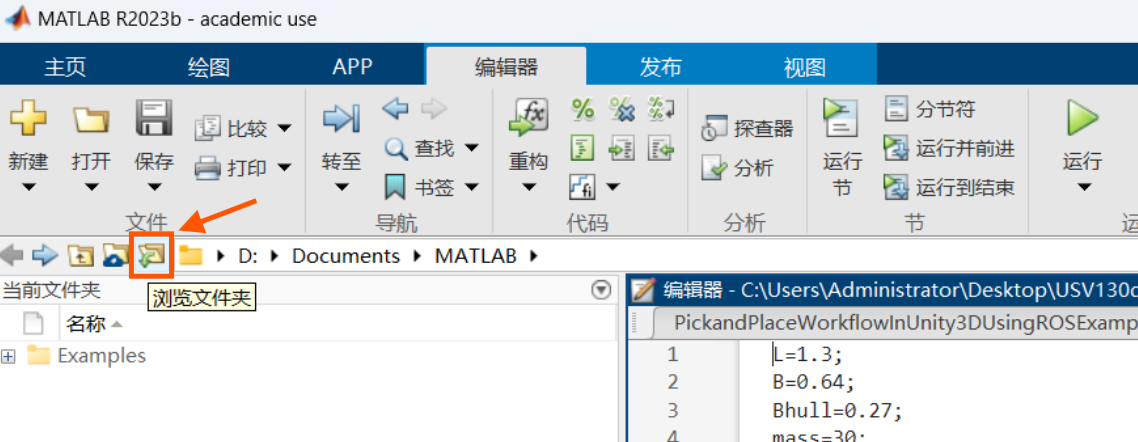 MATLAB R2023b - academic use
主页 绘图 APP 编辑器 发布 视图
新建 打开 保存 比较 打印 转至 查找 书签 重构 探查器 分析 运行节 分节符 运行并前进 运行到结束 运行
文件 导航 代码 分析 节
D: Documents MATLAB
当前文件夹
浏览文件夹
名称
Examples
编辑器 - C:\Users\Administrator\Desktop\USV130
PickandPlaceWorkflowInUnity3DUsingROSExamp
1 L=1.3;
2 B=0.64;
3 Bhull=0.27;
4 mass=30;